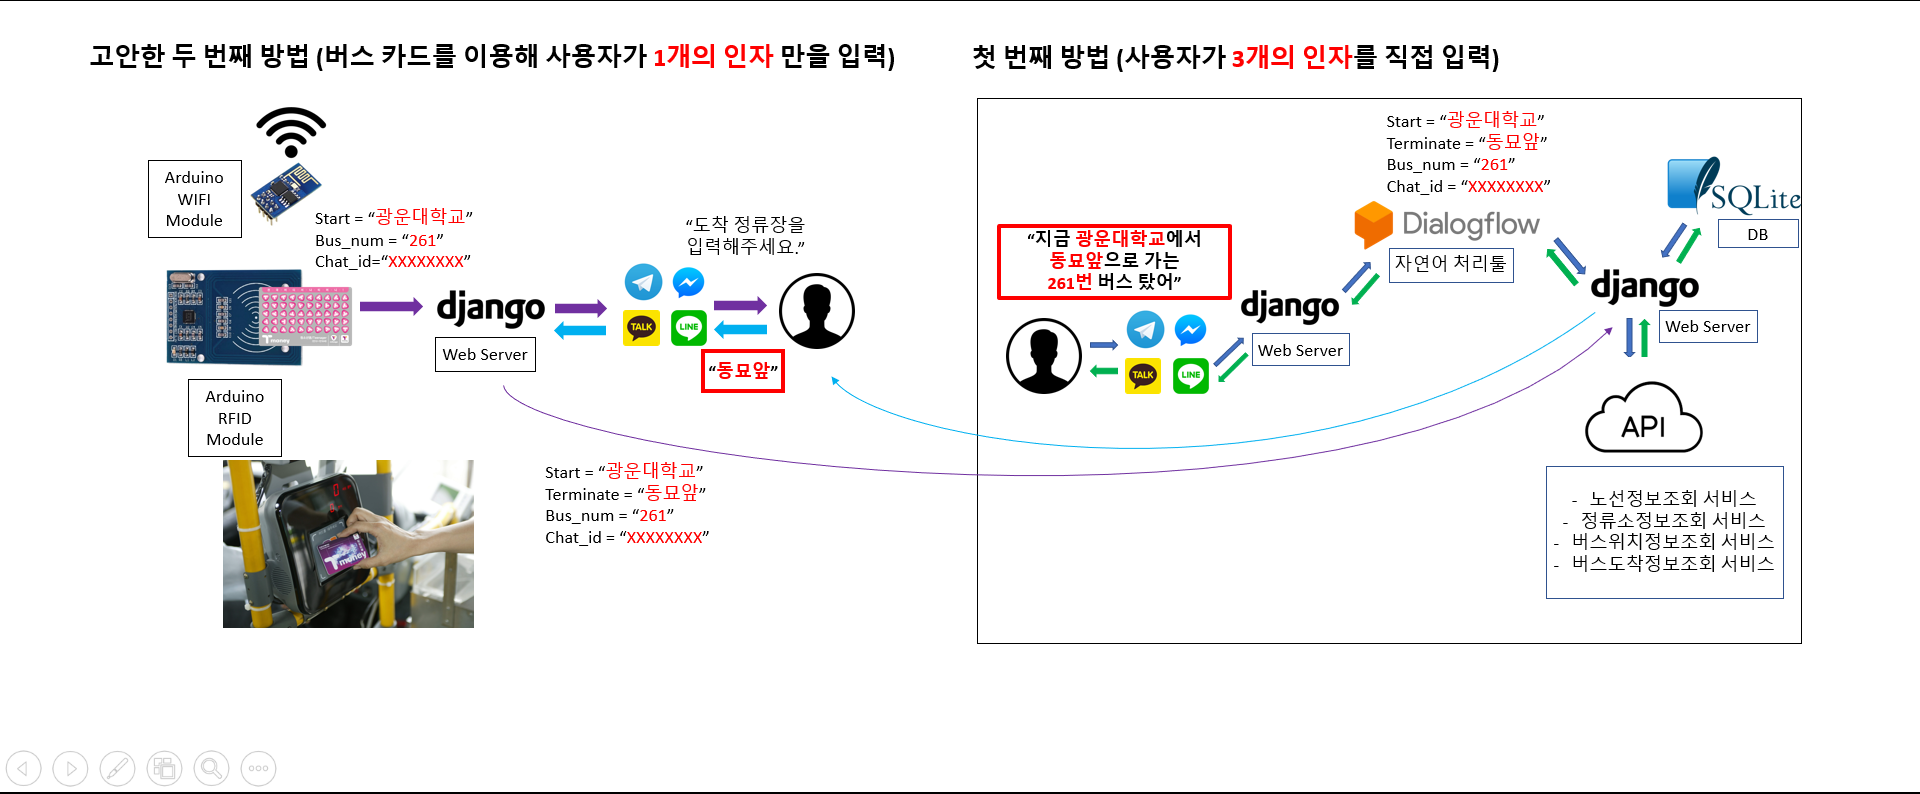 고안한 두 번째 방법 (버스 카드를 이용해 사용자가 1개의 인자 만을 입력)
Arduino
WIFI
Module
Start = “광운대학교”
Bus_num = “261”
Chat_id=“XXXXXXXX”
“도착 정류장을
입력해주세요.”
T money
django
Web Server
TALK
LINE
“동묘앞”
Arduino
RFID
Module
T money
Start = “광운대학교”
Terminate = “동묘앞”
Bus_num = “261”
Chat_id = “XXXXXXXX”
첫 번째 방법 (사용자가 3개의 인자를 직접 입력)
Start = “광운대학교”
Terminate = “동묘앞”
Bus_num = “261”
Chat_id = “XXXXXXXX”
Dialogflow
자연어 처리툴
SQLite
DB
“지금 광운대학교에서
동묘앞으로 가는
261번 버스 탔어”
django
Web Server
TALK
LINE
django
Web Server
API
- 노선정보조회 서비스
- 정류소정보조회 서비스
- 버스위치정보조회 서비스
- 버스도착정보조회 서비스